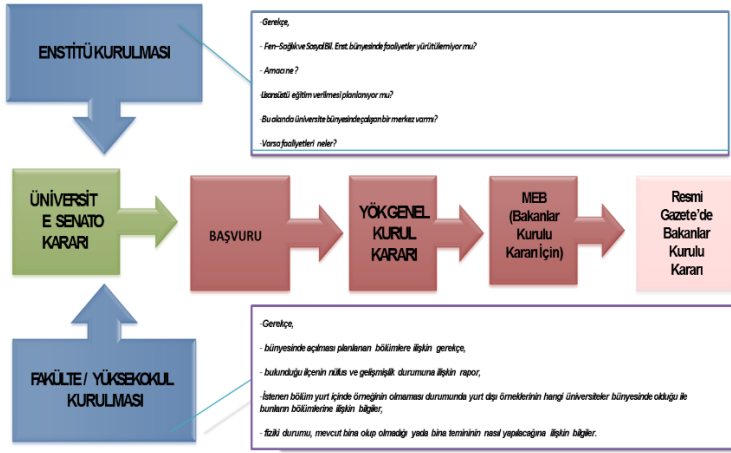 ENSTİTÜ KURULMASI
-Gerekçe,
- Fen-Sağlık ve Sosyal Bil. Enst. bünyesinde faaliyetler yürütülemiyor mu?
- Amacı ne ?
-Lisansüstü eğitim verilmesi planlanıyor mu?
-Bu alanda üniversite bünyesinde çalışan bir merkez var mı?
-Varsa faaliyetleri neler?
ÜNİVERSİT
E SENATO
KARARI
BAŞVURU
YÖK GENEL
KURUL
KARARI
MEB
(Bakanlar
Kurulu
Kararı İçin)
Resmi
Gazete'de
Bakanlar
Kurulu
Kararı
FAKÜLTE / YÜKSEKOKUL
KURULMASI
-Gerekçe,
- bünyesinde açılması planlanan bölümlere ilişkin gerekçe,
- bulunduğu ilçenin nüfus ve gelişmişlik durumuna ilişkin rapor,
-İstenen bölüm yurt içinde örneğinin olmaması durumunda yurt dışı örneklerinin hangi üniversiteler bünyesinde olduğu ile
bunların bölümlerine ilişkin bilgiler,
- fiziki durumu, mevcut bina olup olmadığı yada bina temininin nasıl yapılacağına ilişkin bilgiler.